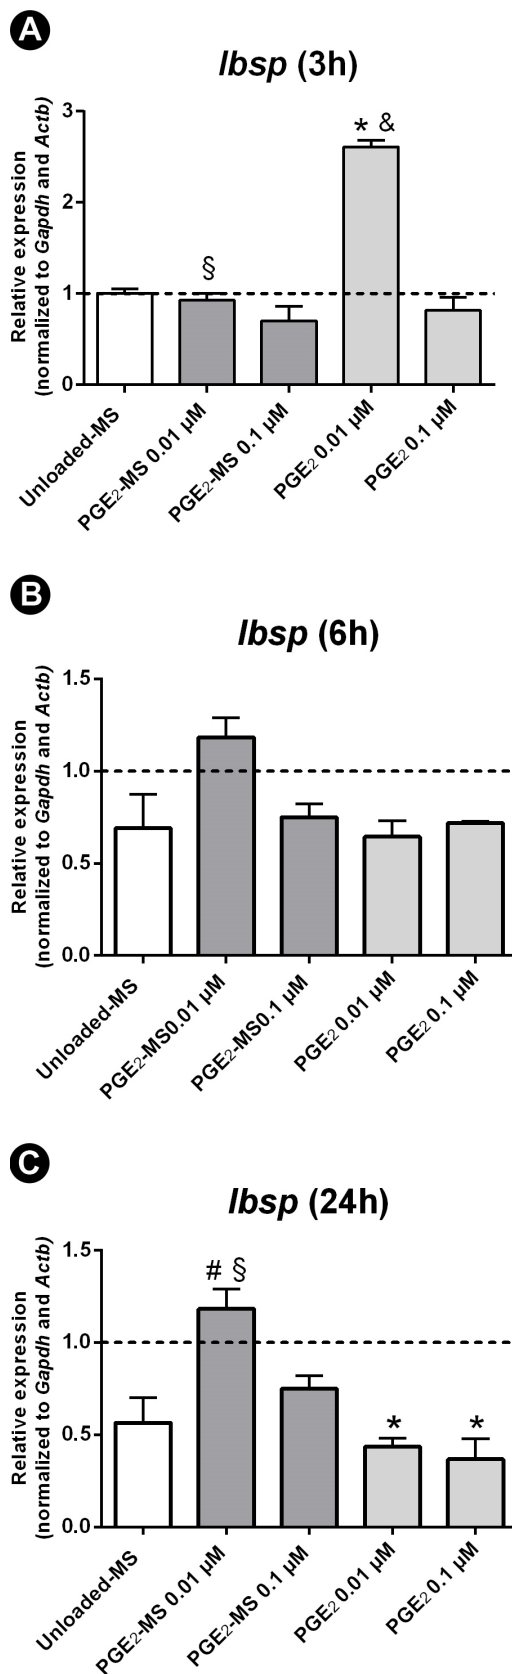 A
Ibsp (3h)
Relative expression
(normalized to Gapdh and Actb)
3
2
1
0
§
* &
Unloaded-MS
PGE₂-MS 0.01 µM
PGE₂-MS 0.1 µM
PGE₂ 0.01 µM
PGE₂ 0.1 µM
B
Ibsp (6h)
Relative expression
(normalized to Gapdh and Actb)
1.5
1.0
0.5
0.0
Unloaded-MS
PGE₂-MS0.01 µM
PGE₂-MS0.1 µM
PGE₂ 0.01 µM
PGE₂ 0.1 µM
C
Ibsp (24h)
Relative expression
(normalized to Gapdh and Actb)
1.5
1.0
0.5
0.0
# §
*
*
Unloaded-MS
PGE₂-MS 0.01 µM
PGE₂-MS 0.1 µM
PGE₂ 0.01 µM
PGE₂ 0.1 µM